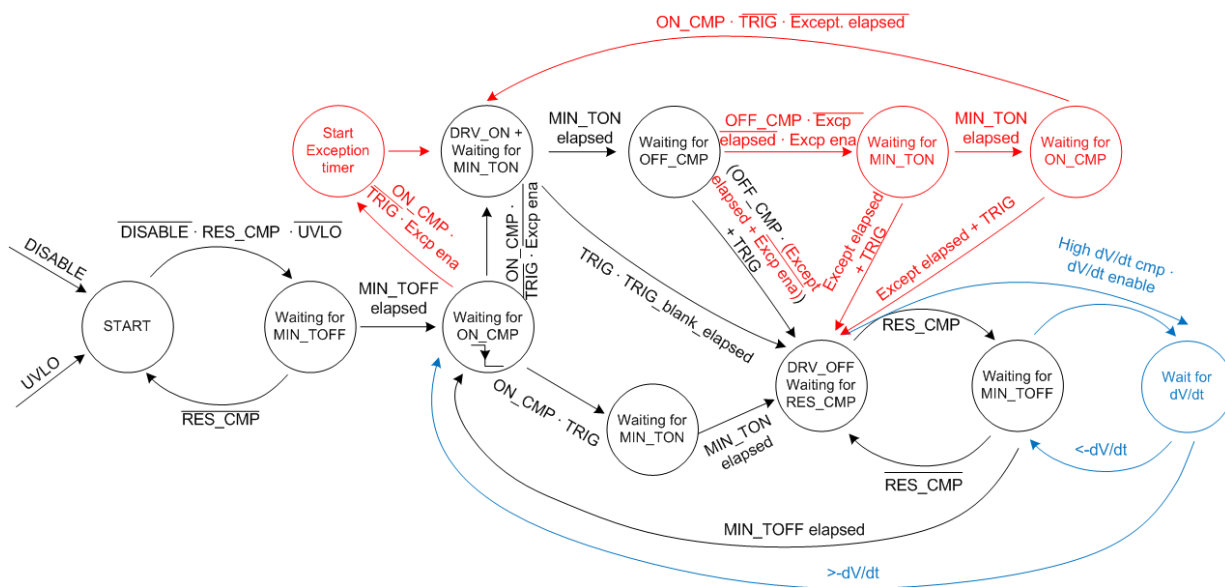 ON_CMP · TRIG · Except. elapsed
Start
Exception
timer
DRV_ON +
Waiting for
MIN_TON
MIN_TON
elapsed
Waiting for
OFF_CMP
OFF_CMP · Excp
elapsed · Excp ena
Waiting for
MIN_TON
MIN_TON
elapsed
Waiting for
ON_CMP
ON_CMP ·
TRIG · Excp ena
ON_CMP ·
TRIG · Excp ena
(OFF_CMP · (Except
elapsed + Excp ena))
+ TRIG
Except elapsed
+ TRIG
Except elapsed + TRIG
DISABLE · RES_CMP · UVLO
DISABLE
UVLO
START
Waiting for
MIN_TOFF
RES_CMP
MIN_TOFF
elapsed
Waiting for
ON_CMP
TRIG · TRIG_blank_elapsed
High dV/dt cmp ·
dV/dt enable
ON_CMP · TRIG
Waiting for
MIN_TON
MIN_TON
elapsed
DRV_OFF
Waiting for
RES_CMP
RES_CMP
Waiting for
MIN_TOFF
Wait for
dV/dt
<-dV/dt
RES_CMP
MIN_TOFF elapsed
>-dV/dt